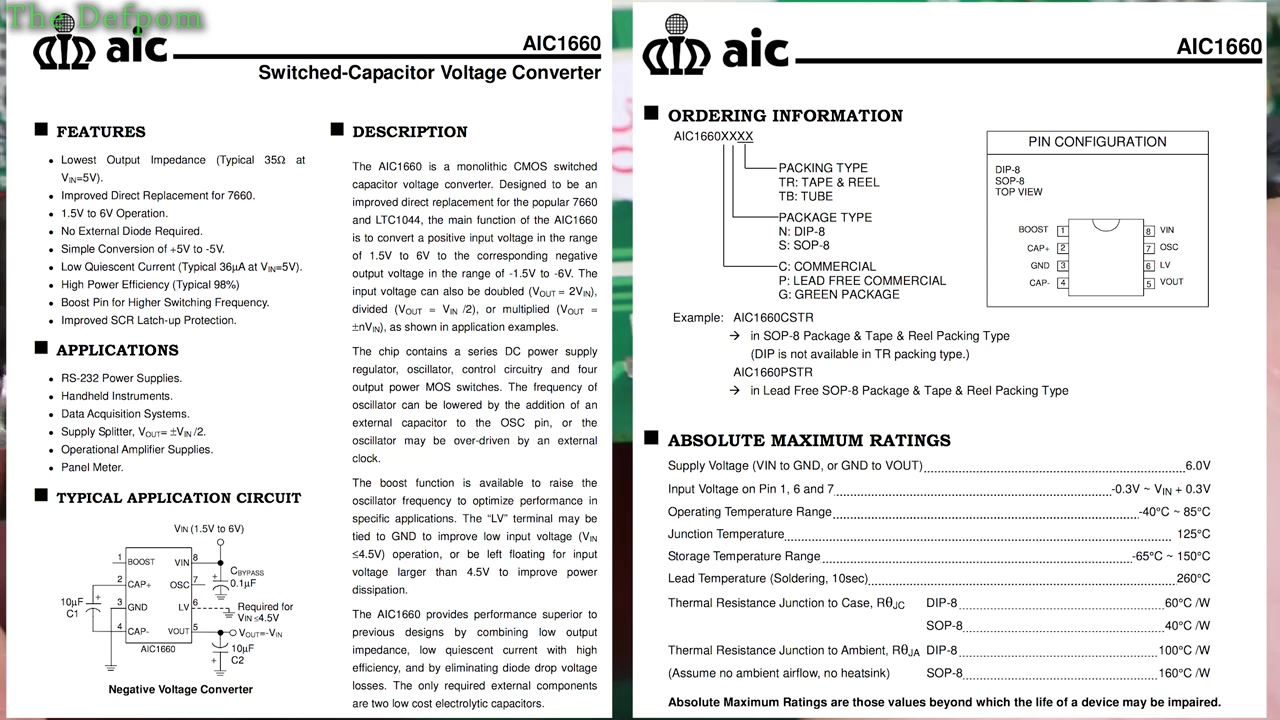 The Defpom
aic
AIC1660
Switched-Capacitor Voltage Converter
FEATURES
Lowest Output Impedance (Typical 35Ω at
VIN=5V).
Improved Direct Replacement for 7660.
1.5V to 6V Operation.
No External Diode Required.
Simple Conversion of +5V to -5V.
Low Quiescent Current (Typical 36μA at VIN=5V).
High Power Efficiency (Typical 98%)
Boost Pin for Higher Switching Frequency.
Improved SCR Latch-up Protection.
APPLICATIONS
RS-232 Power Supplies.
Handheld Instruments.
Data Acquisition Systems.
Supply Splitter, VOUT= ±VIN /2.
Operational Amplifier Supplies.
Panel Meter.
TYPICAL APPLICATION CIRCUIT
VIN (1.5V to 6V)
1 BOOST VIN 8
CBYPASS
2 CAP+ OSC 7 + 0.1μF
10μF + C1
3 GND LV 6 Required for
VIN ≤4.5V
4 CAP- VOUT 5 VOUT=-VIN
AIC1660
10μF
+ C2
Negative Voltage Converter
DESCRIPTION
The AIC1660 is a monolithic CMOS switched
capacitor voltage converter. Designed to be an
improved direct replacement for the popular 7660
and LTC1044, the main function of the AIC1660
is to convert a positive input voltage in the range
of 1.5V to 6V to the corresponding negative
output voltage in the range of -1.5V to -6V. The
input voltage can also be doubled (VOUT = 2VIN),
divided (VOUT = VIN /2), or multiplied (VOUT =
±nVIN), as shown in application examples.
The chip contains a series DC power supply
regulator, oscillator, control circuitry and four
output power MOS switches. The frequency of
oscillator can be lowered by the addition of an
external capacitor to the OSC pin, or the
oscillator may be over-driven by an external
clock.
The boost function is available to raise the
oscillator frequency to optimize performance in
specific applications. The “LV” terminal may be
tied to GND to improve low input voltage (VIN
≤4.5V) operation, or be left floating for input
voltage larger than 4.5V to improve power
dissipation.
The AIC1660 provides performance superior to
previous designs by combining low output
impedance, low quiescent current with high
efficiency, and by eliminating diode drop voltage
losses. The only required external components
are two low cost electrolytic capacitors.
aic
AIC1660
ORDERING INFORMATION
AIC1660XXXX
PACKING TYPE
TR: TAPE & REEL
TB: TUBE
PACKAGE TYPE
N: DIP-8
S: SOP-8
C: COMMERCIAL
P: LEAD FREE COMMERCIAL
G: GREEN PACKAGE
PIN CONFIGURATION
DIP-8
SOP-8
TOP VIEW
BOOST 1 8 VIN
CAP+ 2 7 OSC
GND 3 6 LV
CAP- 4 5 VOUT
Example: AIC1660CSTR
→ in SOP-8 Package & Tape & Reel Packing Type
(DIP is not available in TR packing type.)
AIC1660PSTR
→ in Lead Free SOP-8 Package & Tape & Reel Packing Type
ABSOLUTE MAXIMUM RATINGS
Supply Voltage (VIN to GND, or GND to VOUT) 6.0V
Input Voltage on Pin 1, 6 and 7 -0.3V ~ VIN + 0.3V
Operating Temperature Range -40°C ~ 85°C
Junction Temperature 125°C
Storage Temperature Range -65°C ~ 150°C
Lead Temperature (Soldering, 10sec) 260°C
Thermal Resistance Junction to Case, RθJC DIP-8 60°C /W
SOP-8 40°C /W
Thermal Resistance Junction to Ambient, RθJA DIP-8 100°C /W
(Assume no ambient airflow, no heatsink) SOP-8 160°C /W
Absolute Maximum Ratings are those values beyond which the life of a device may be impaired.